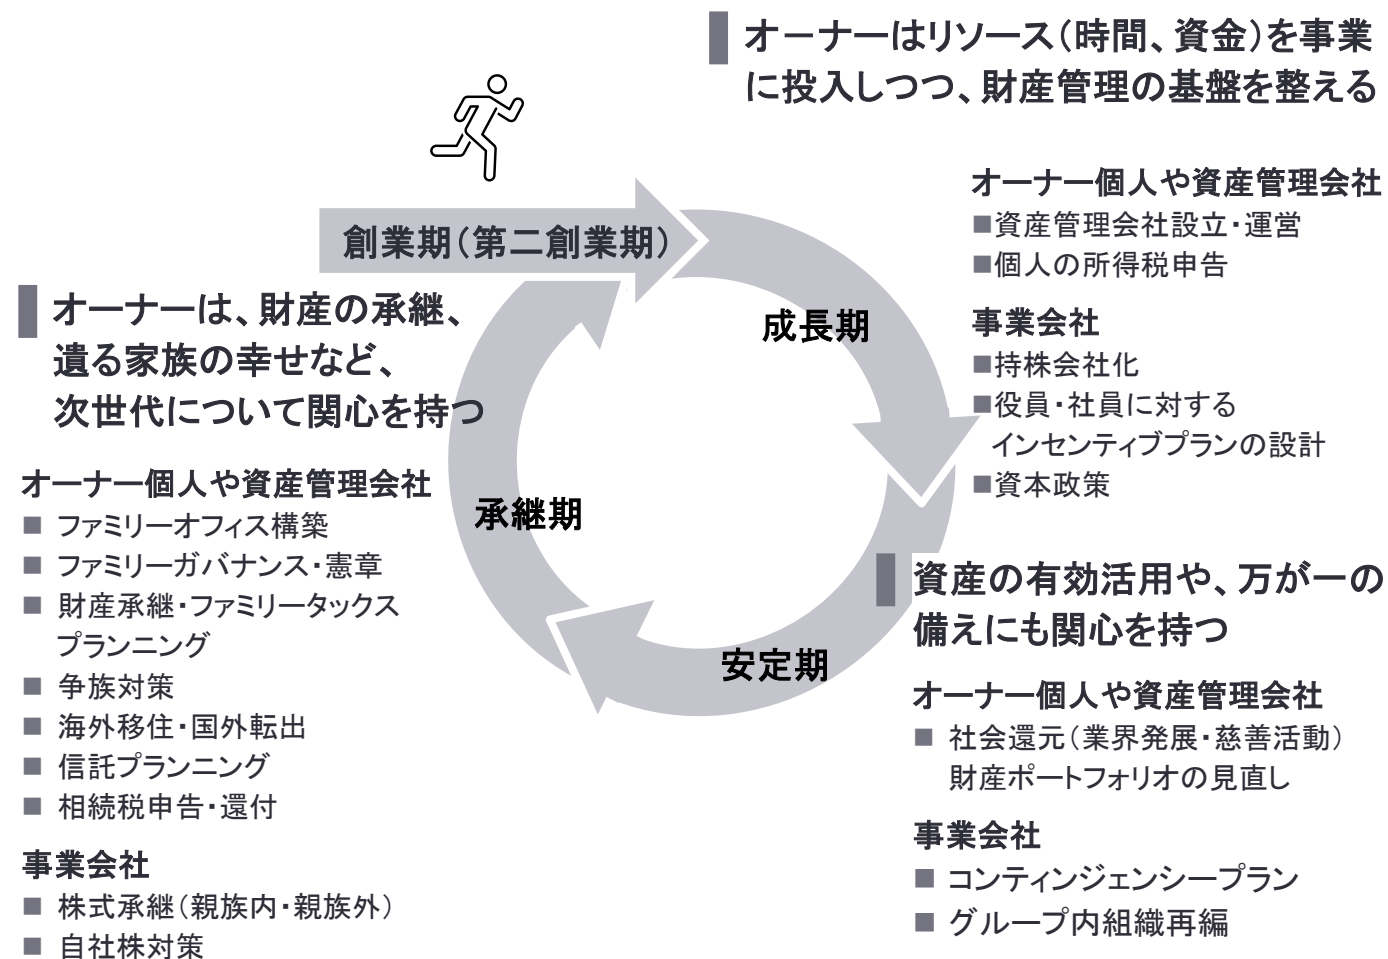 オーナーはリソース（時間、資金）を事業
に投入しつつ、財産管理の基盤を整える
オーナー個人や資産管理会社
■資産管理会社設立・運営
■個人の所得税申告
事業会社
■持株会社化
■役員・社員に対する
インセンティブプランの設計
■資本政策
創業期（第二創業期）
成長期
資産の有効活用や、万が一の
備えにも関心を持つ
オーナー個人や資産管理会社
■ 社会還元（業界発展・慈善活動）
財産ポートフォリオの見直し
事業会社
■ コンティンジェンシープラン
■ グループ内組織再編
安定期
承継期
オーナーは、財産の承継、
遺る家族の幸せなど、
次世代について関心を持つ
オーナー個人や資産管理会社
■ ファミリーオフィス構築
■ ファミリーガバナンス・憲章
■ 財産承継・ファミリータックス
プランニング
■ 争族対策
■ 海外移住・国外転出
■ 信託プランニング
■ 相続税申告・還付
事業会社
■ 株式承継（親族内・親族外）
■ 自社株対策